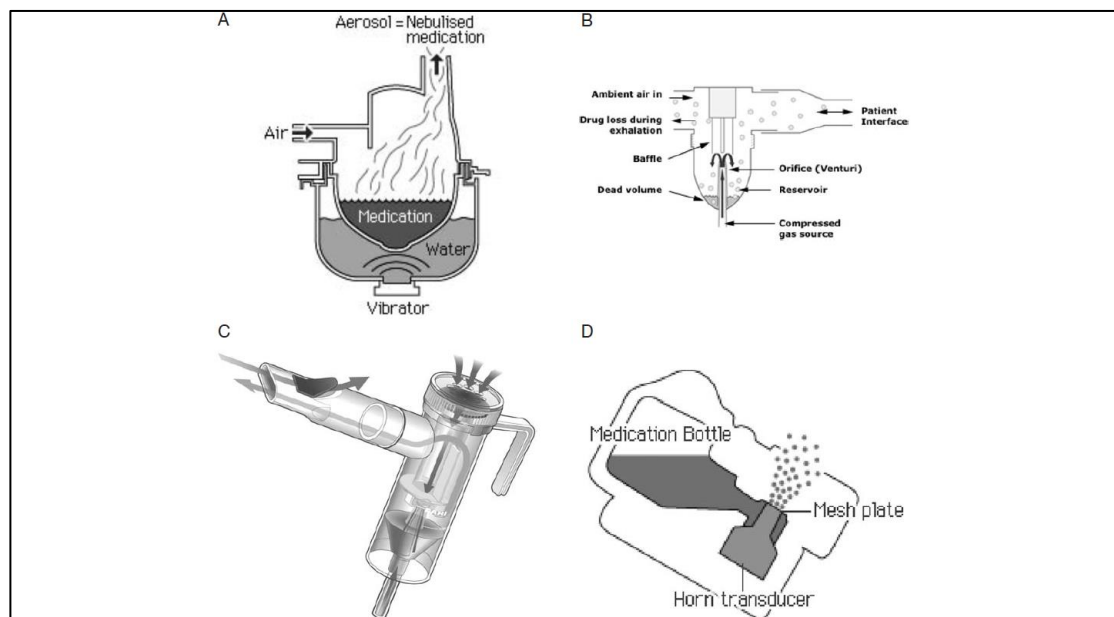 A
Aerosol = Nebulised
medication
Air
Medication
Water
Vibrator
B
Ambient air in
Drug loss during
exhalation
Baffle
Dead volume
Patient
Interface
Orifice (Venturi)
Reservoir
Compressed
gas source
C
D
Medication Bottle
Mesh plate
Horn transducer